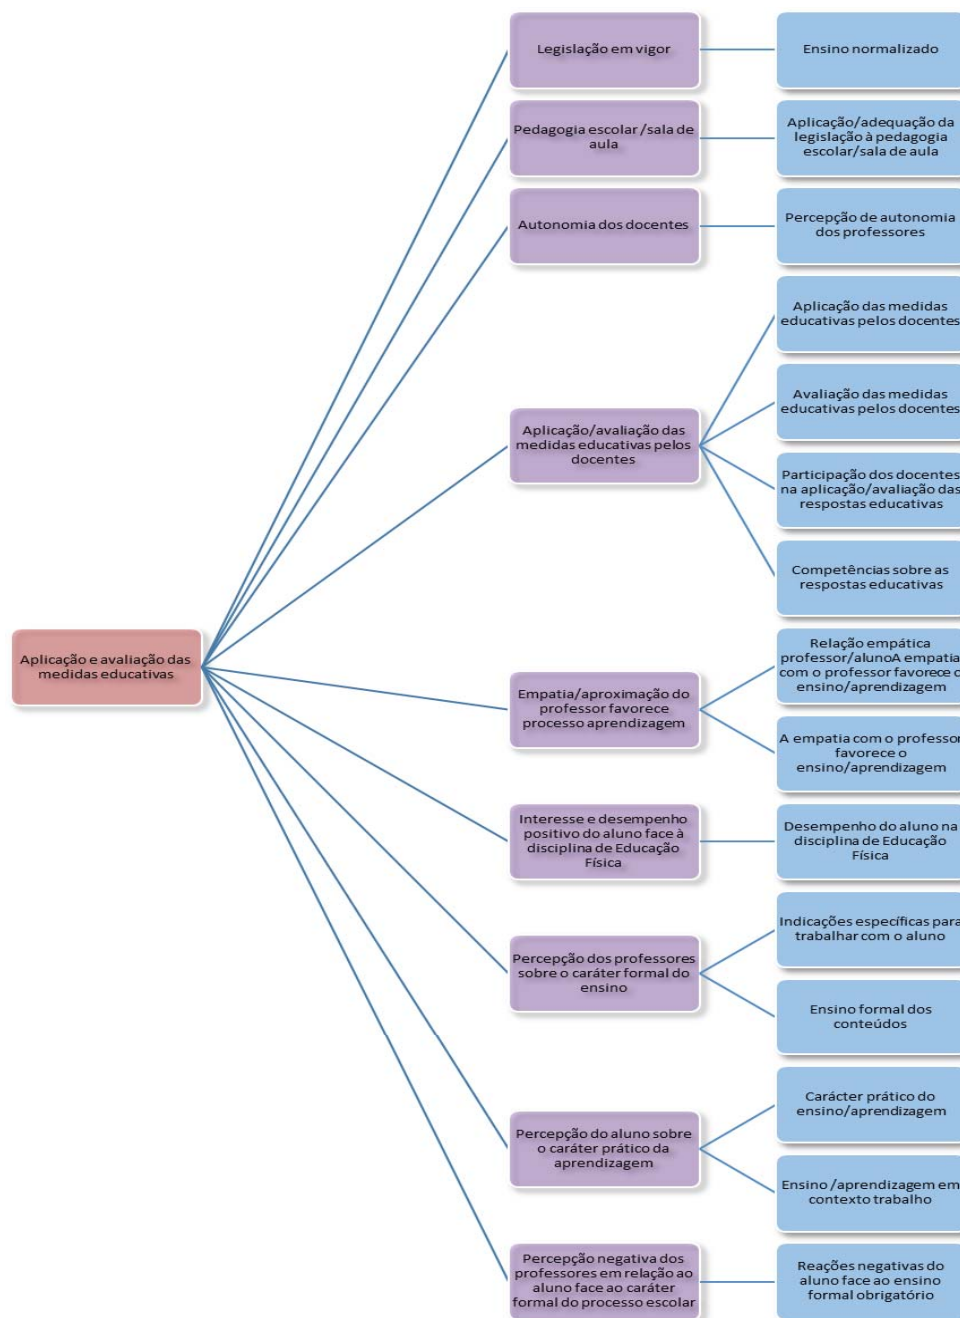 Legislação em vigor
Ensino normalizado
Pedagogia escolar /sala de
aula
Aplicação/adequação da
legislação à pedagogia
escolar/sala de aula
Autonomia dos docentes
Percepção de autonomia
dos professores
Aplicação e avaliação das
medidas educativas
Aplicação/avaliação das
medidas educativas pelos
docentes
Aplicação das medidas
educativas pelos docentes
Avaliação das medidas
educativas pelos docentes
Participação dos docentes
na aplicação/avaliação das
respostas educativas
Competências sobre as
respostas educativas
Empatia/aproximação do
professor favorece
processo aprendizagem
Relação empática
professor/alunoA empatia
com o professor favorece o
ensino/aprendizagem
A empatia com o professor
favorece o
ensino/aprendizagem
Interesse e desempenho
positivo do aluno face à
disciplina de Educação
Física
Desempenho do aluno na
disciplina de Educação
Física
Percepção dos professores
sobre o caráter formal do
ensino
Indicações específicas para
trabalhar com o aluno
Ensino formal dos
conteúdos
Percepção do aluno sobre
o caráter prático da
aprendizagem
Carácter prático do
ensino/aprendizagem
Ensino /aprendizagem em
contexto trabalho
Percepção negativa dos
professores em relação ao
aluno face ao caráter
formal do processo escolar
Reações negativas do
aluno face ao ensino
formal obrigatório